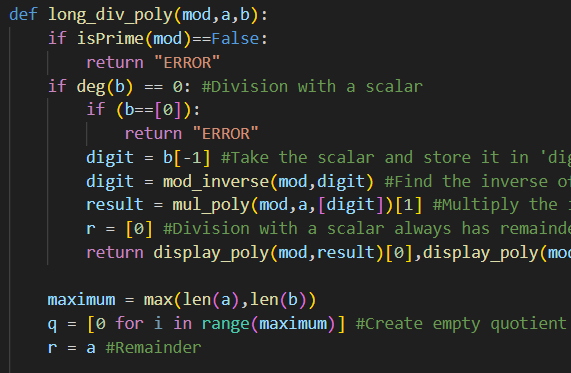 def long_div_poly(mod,a,b):
    if isPrime(mod)==False:
        return "ERROR"
    if deg(b) == 0: #Division with a scalar
        if (b==[0]):
            return "ERROR"
        digit = b[-1] #Take the scalar and store it in 'dig
        digit = mod_inverse(mod,digit) #Find the inverse of
        result = mul_poly(mod,a,[digit])[1] #Multiply the
        r = [0] #Division with a scalar always has remainde
        return display_poly(mod,result)[0],display_poly(mod
    maximum = max(len(a),len(b))
    q = [0 for i in range(maximum)] #Create empty quotient
    r = a #Remainder